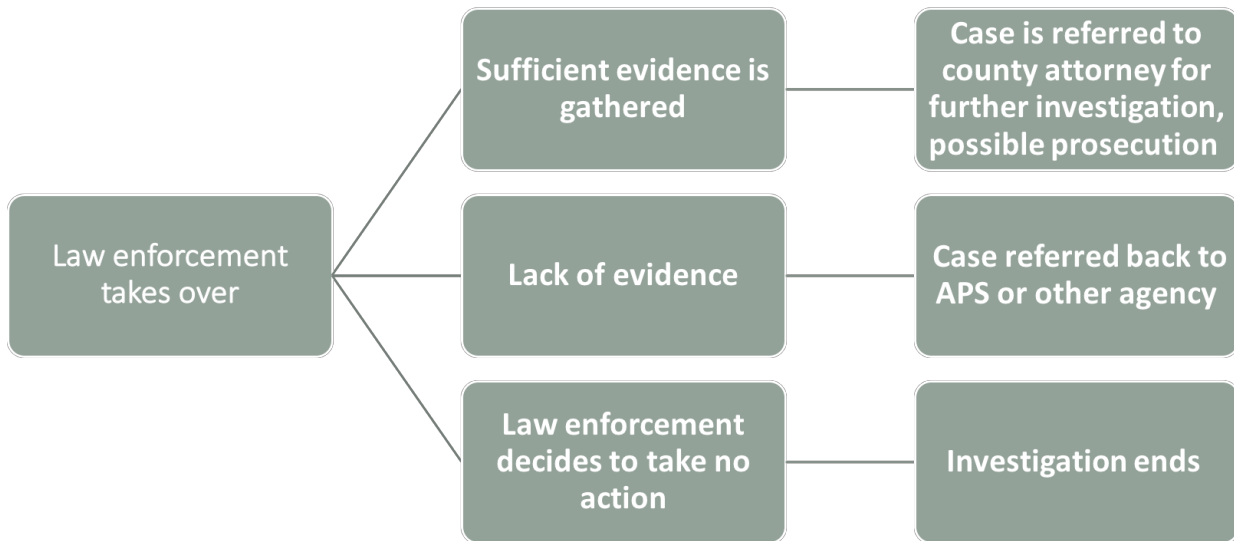 Law enforcement
takes over
Sufficient evidence is
gathered
Case is referred to
county attorney for
further investigation,
possible prosecution
Lack of evidence
Case referred back to
APS or other agency
Law enforcement
decides to take no
action
Investigation ends